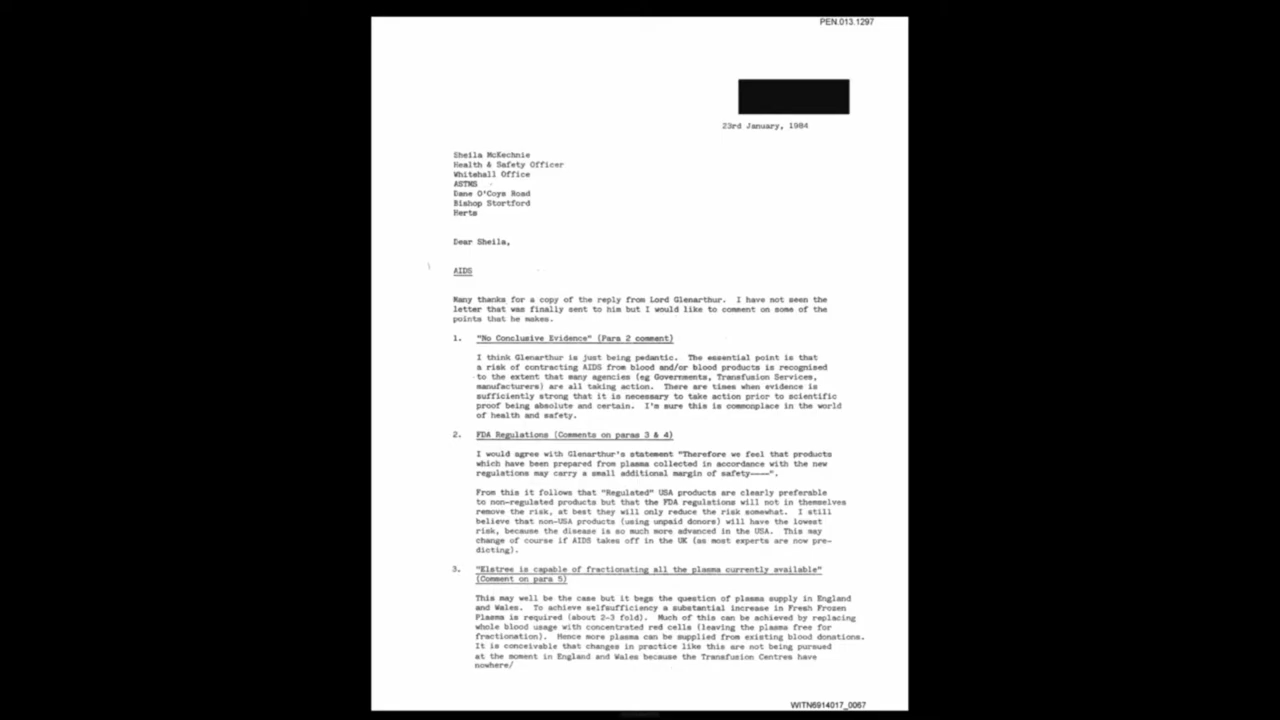 PEN.013.1297
23rd January, 1984
Sheila McKechnie
Health & Safety Officer
Whitehall Office
ASTMS
Dane O'Coys Road
Bishop Stortford
Herts
Dear Sheila,
AIDS
Many thanks for a copy of the reply from Lord Glenarthur. I have not seen the
letter that was finally sent to him but I would like to comment on some of the
points that he makes.
1. "No Conclusive Evidence" (Para 2 comment)
I think Glenarthur is just being pedantic. The essential point is that
a risk of contracting AIDS from blood and/or blood products is recognised
to the extent that many agencies (eg Governments, Transfusion Services,
manufacturers) are all taking action. There are times when evidence is
sufficiently strong that it is necessary to take action prior to scientific
proof being absolute and certain. I'm sure this is commonplace in the world
of health and safety.
2. FDA Regulations (Comments on paras 3 & 4)
I would agree with Glenarthur's statement "Therefore we feel that products
which have been prepared from plasma collected in accordance with the new
regulations may carry a small additional margin of safety----".
From this it follows that "Regulated" USA products are clearly preferable
to non-regulated products but that the FDA regulations will not in themselves
remove the risk, at best they will only reduce the risk somewhat. I still
believe that non-USA products (using unpaid donors) will have the lowest
risk, because the disease is so much more advanced in the USA. This may
change of course if AIDS takes off in the UK (as most experts are now pre-
dicting).
3. "Elstree is capable of fractionating all the plasma currently available"
(Comment on para 5)
This may well be the case but it begs the question of plasma supply in England
and Wales. To achieve selfsufficiency a substantial increase in Fresh Frozen
Plasma is required (about 2-3 fold). Much of this can be achieved by replacing
whole blood usage with concentrated red cells (leaving the plasma free for
fractionation). Hence more plasma can be supplied from existing blood donations.
It is conceivable that changes in practice like this are not being pursued
at the moment in England and Wales because the Transfusion Centres have
nowhere/
WITN6914017_0067